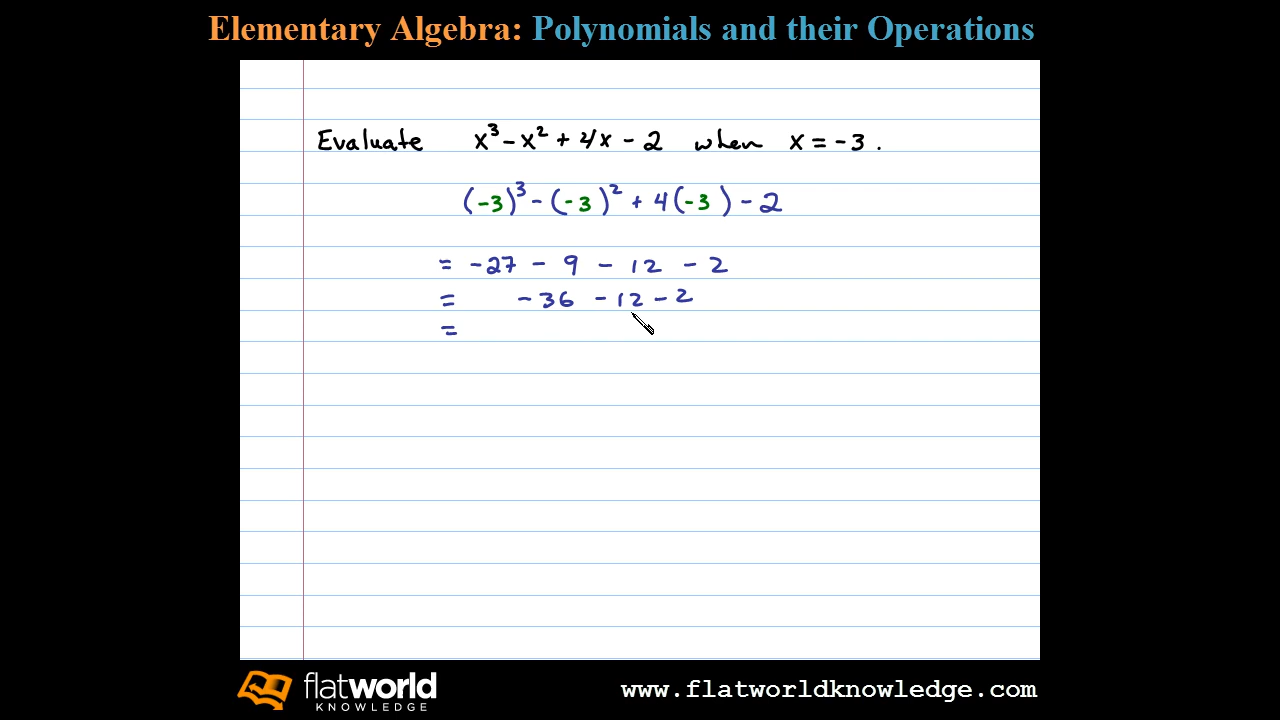 Elementary Algebra: Polynomials and their Operations
Evaluate x³ - x² + 4x - 2 when x = -3.
(-3)³ - (-3)² + 4(-3) - 2
= -27 - 9 - 12 - 2
= -36 - 12 - 2
=
flatworld
KNOWLEDGE
www.flatworldknowledge.com